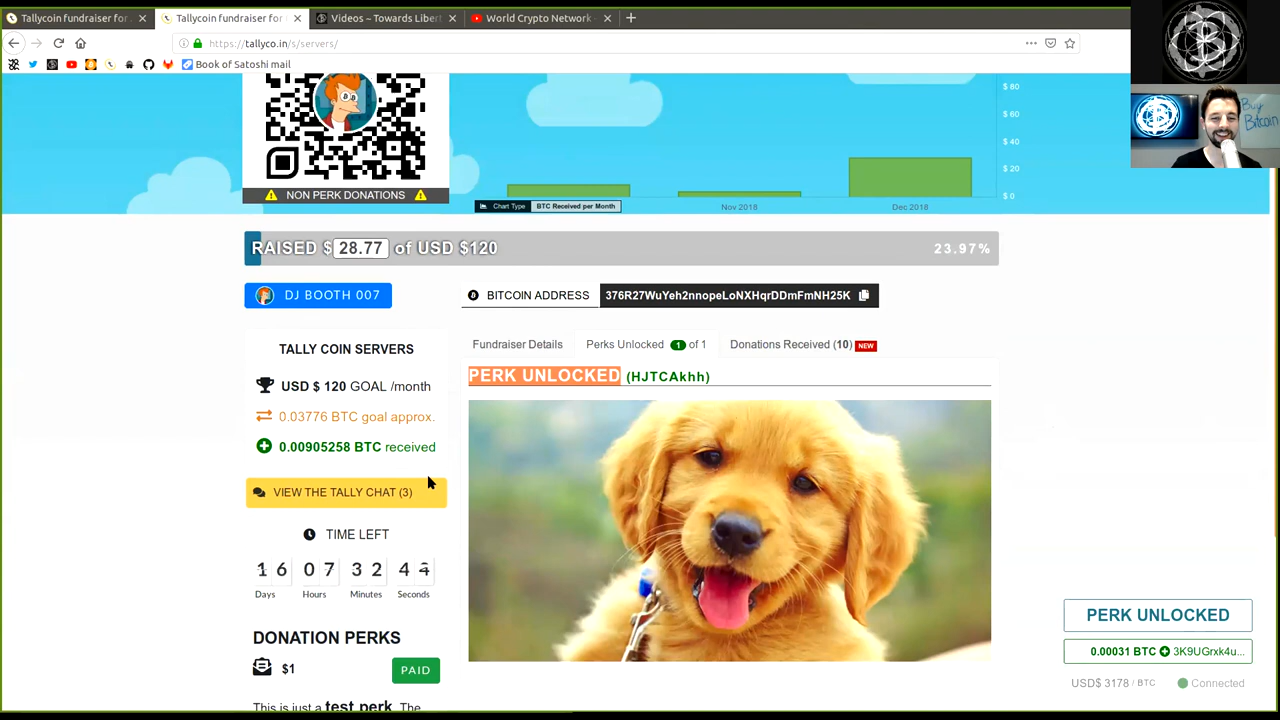 Tallycoin fundraiser for
Tallycoin fundraiser for
Videos ~ Towards Libert
World Crypto Network -
https://tallyco.in/s/servers/
Book of Satoshi mail
Buy
Bitcoin
$ 80
$ 60
$ 40
$ 20
$ 0
NON PERK DONATIONS
Chart Type BTC Received per Month
Nov 2018
Dec 2018
RAISED $ 28.77 of USD $120
23.97%
DJ BOOTH 007
BITCOIN ADDRESS 376R27WuYeh2nnopeLoNXHqrDDmFmNH25K
TALLY COIN SERVERS
USD $ 120 GOAL /month
0.03776 BTC goal approx.
0.00905258 BTC received
VIEW THE TALLY CHAT (3)
TIME LEFT
16 07 32 44
Days Hours Minutes Seconds
DONATION PERKS
$1
PAID
This is just a test perk. The
Fundraiser Details
Perks Unlocked 1 of 1
Donations Received (10) NEW
PERK UNLOCKED (HJTCAkhh)
PERK UNLOCKED
0.00031 BTC 3K9UGrxk4u...
USD$ 3178 / BTC
Connected